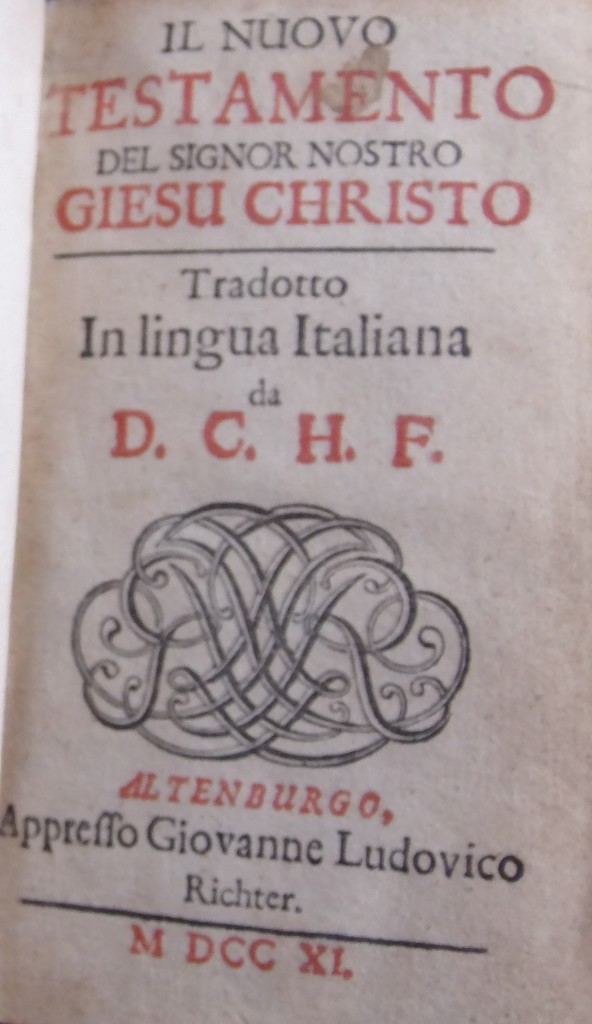 IL NUOVO
TESTAMENTO
DEL SIGNOR NOSTRO
GIESU CHRISTO
Tradotto
In lingua Italiana
da
D. C. H. F.
ALTENBURGO,
Appreſſo Giovanne Ludovico
Richter.
M DCC XI.